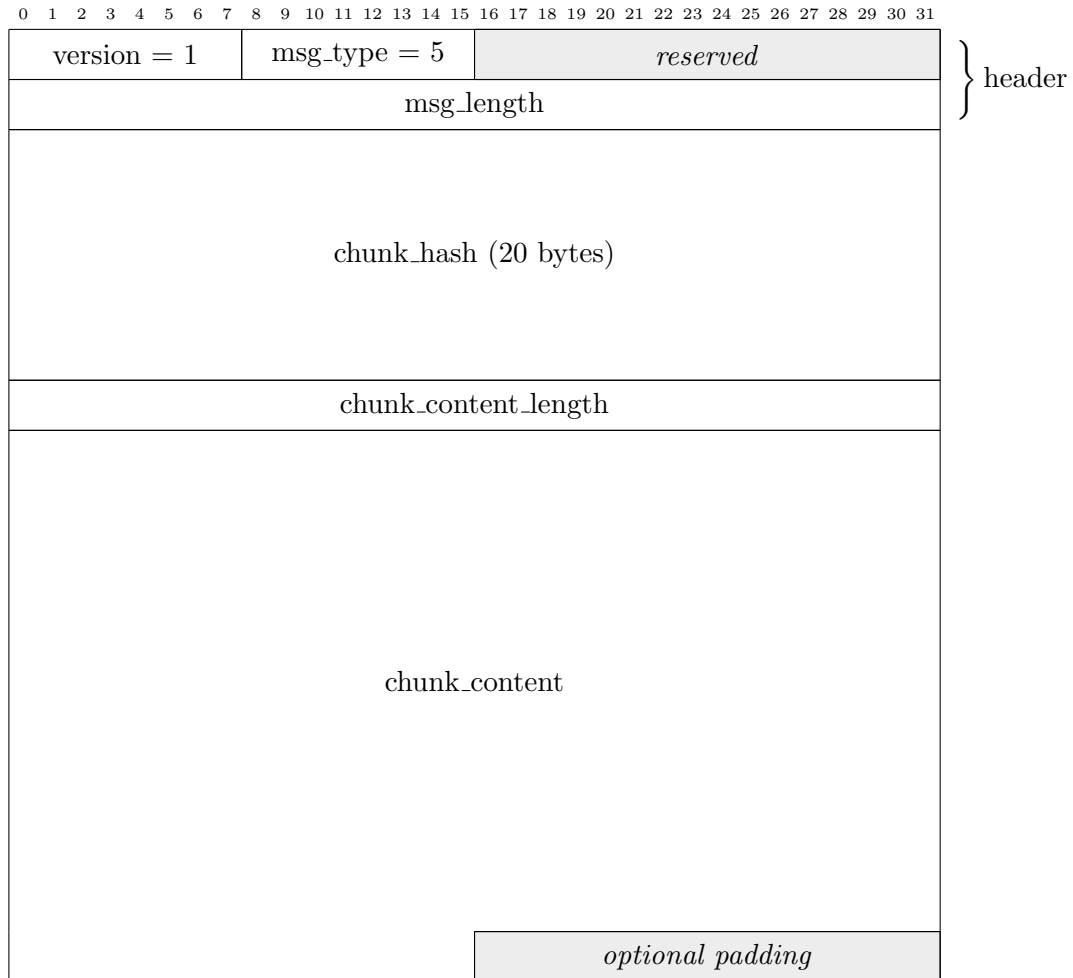 0 1 2 3 4 5 6 7 8 9 10 11 12 13 14 15 16 17 18 19 20 21 22 23 24 25 26 27 28 29 30 31
version = 1 msg_type = 5 reserved
header
msg_length
chunk_hash (20 bytes)
chunk_content_length
chunk_content
optional padding